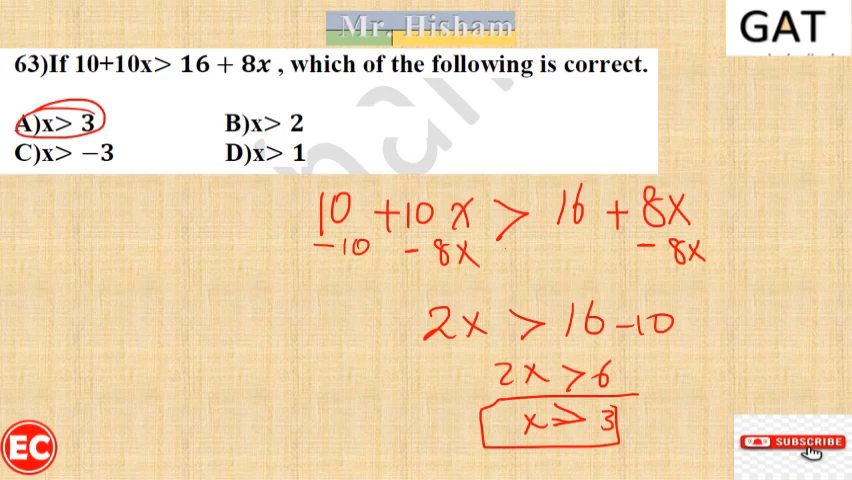 Mr. Hisham
GAT
63)If 10+10x> 16 + 8x , which of the following is correct.
A)x> 3 B)x> 2
C)x> −3 D)x> 1
10 + 10x > 16 + 8x
-10 - 8x - 8x
2x > 16 - 10
2x > 6
x > 3
EC
SUBSCRIBE